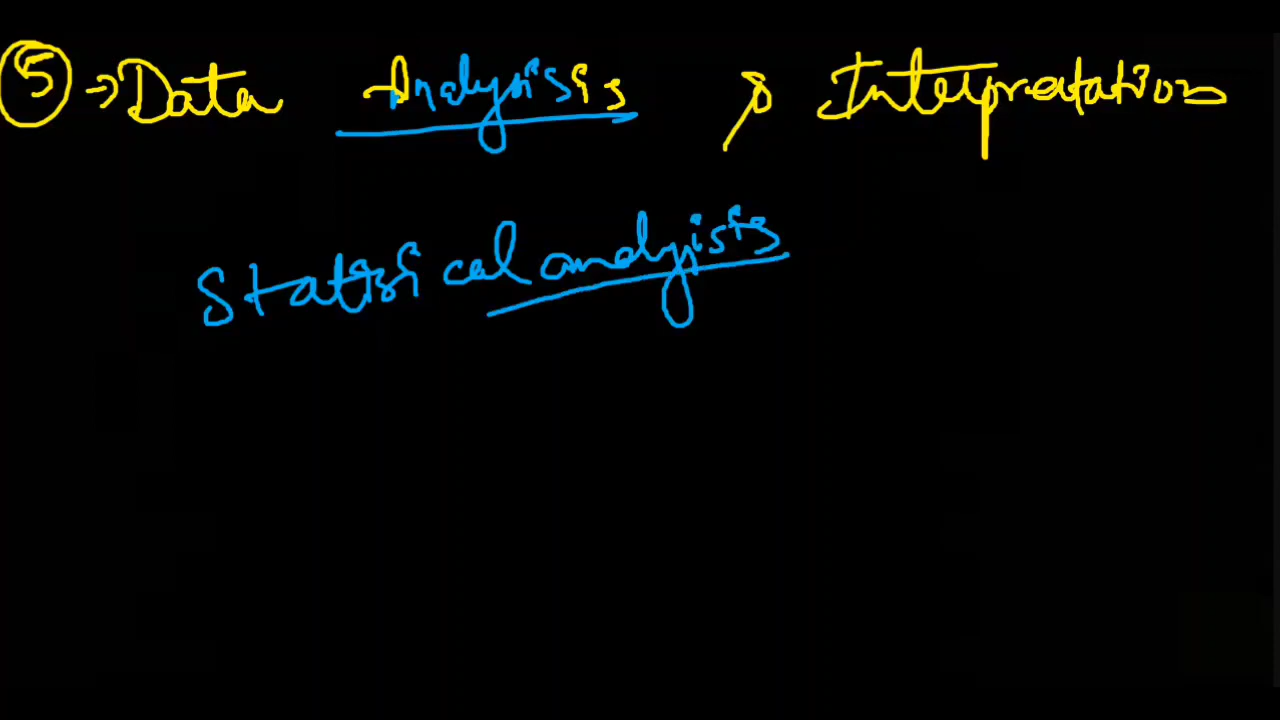 5 → Data Analysis & Interpretation
Statistical analysis